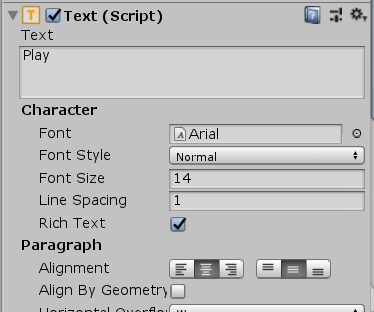 Text (Script)
Text
Play
Character
Font Arial
Font Style Normal
Font Size 14
Line Spacing 1
Rich Text
Paragraph
Alignment
Align By Geometry